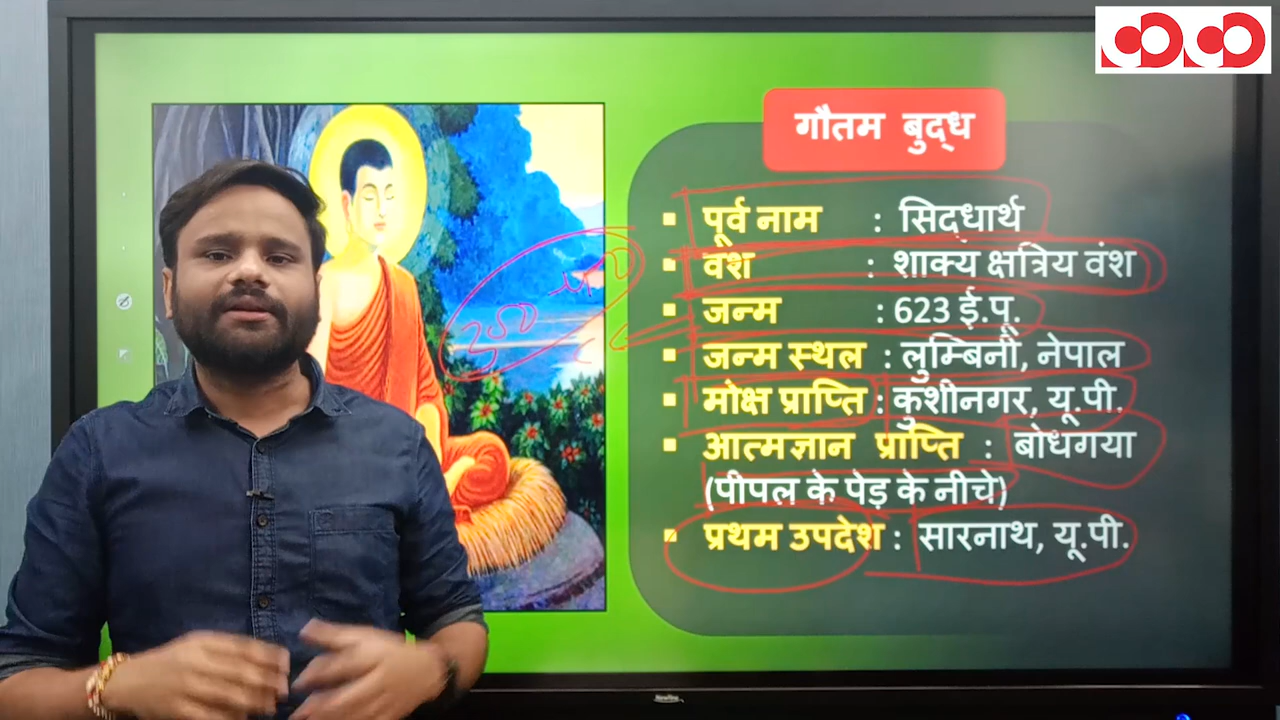 गौतम बुद्ध
▪ पूर्व नाम : सिद्धार्थ
▪ वंश : शाक्य क्षत्रिय वंश
▪ जन्म : 623 ई.पू.
▪ जन्म स्थल : लुम्बिनी, नेपाल
▪ मोक्ष प्राप्ति : कुशीनगर, यू.पी.
▪ आत्मज्ञान प्राप्ति : बोधगया
(पीपल के पेड़ के नीचे)
▪ प्रथम उपदेश : सारनाथ, यू.पी.